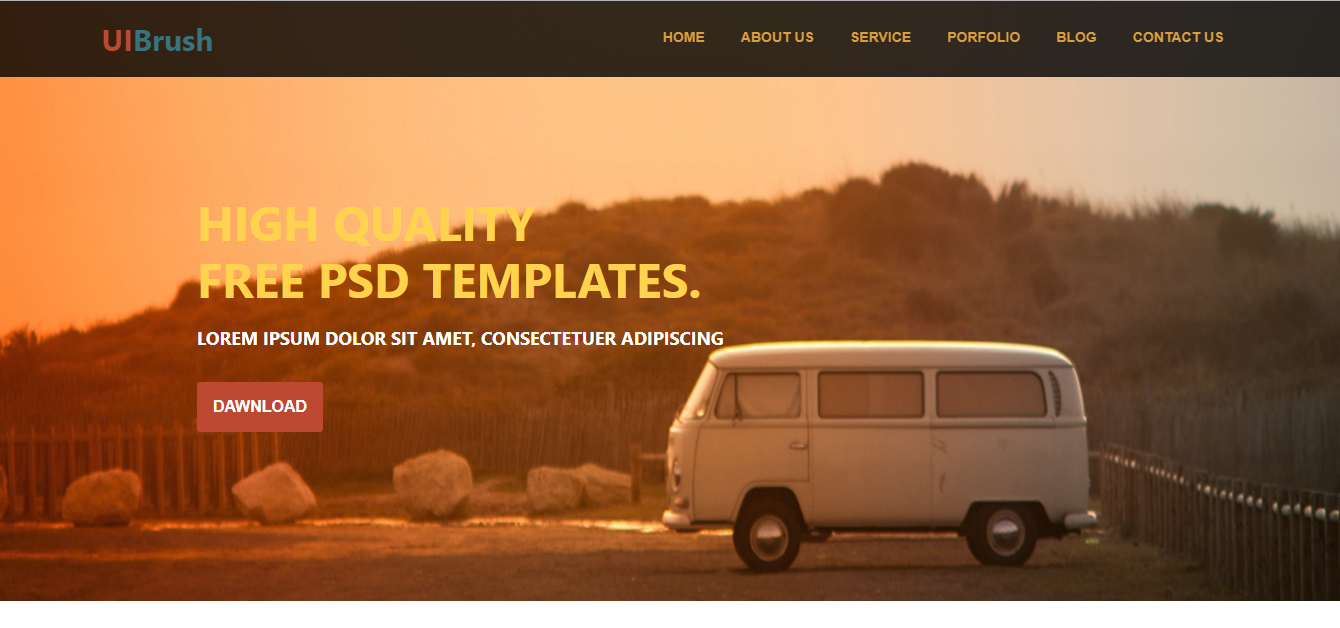 UIBrush
HOME ABOUT US SERVICE PORFOLIO BLOG CONTACT US
HIGH QUALITY
FREE PSD TEMPLATES.
LOREM IPSUM DOLOR SIT AMET, CONSECTETUER ADIPISCING
DAWNLOAD